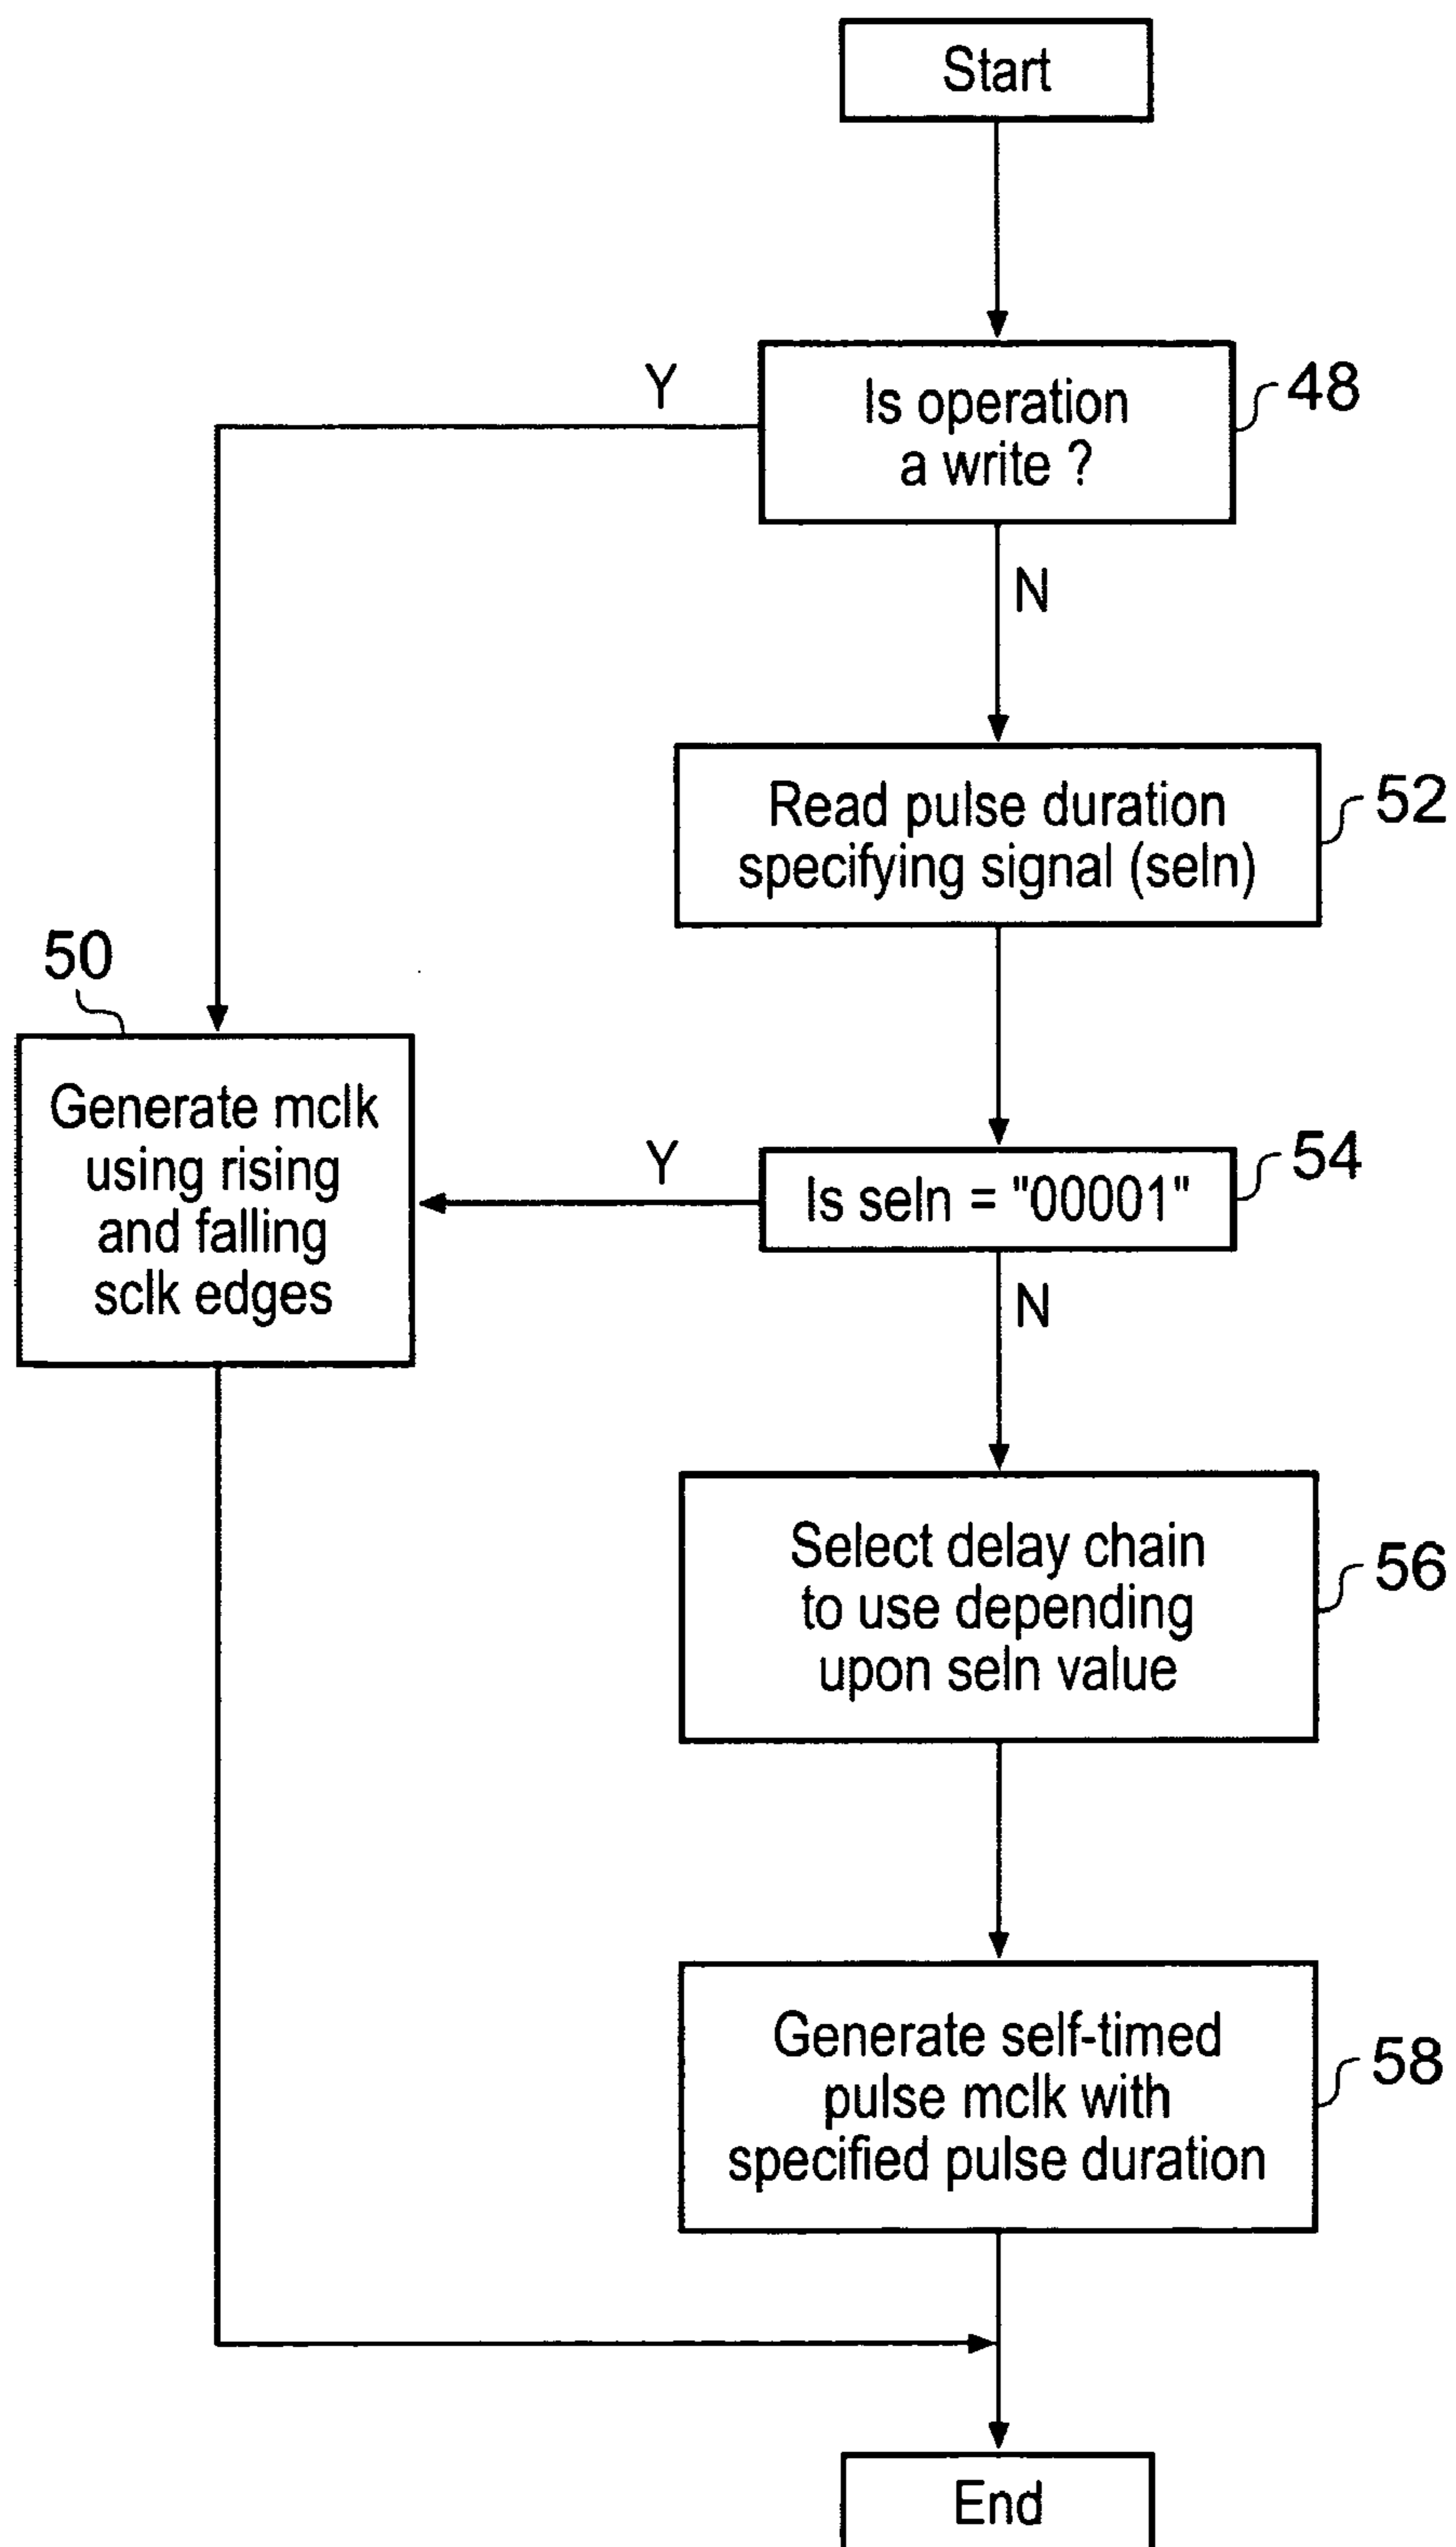 Start
Is operation
a write ?
48
Y
N
Read pulse duration
specifying signal (seln)
52
50
Generate mclk
using rising
and falling
sclk edges
Y
Is seln = "00001"
54
N
Select delay chain
to use depending
upon seln value
56
Generate self-timed
pulse mclk with
specified pulse duration
58
End